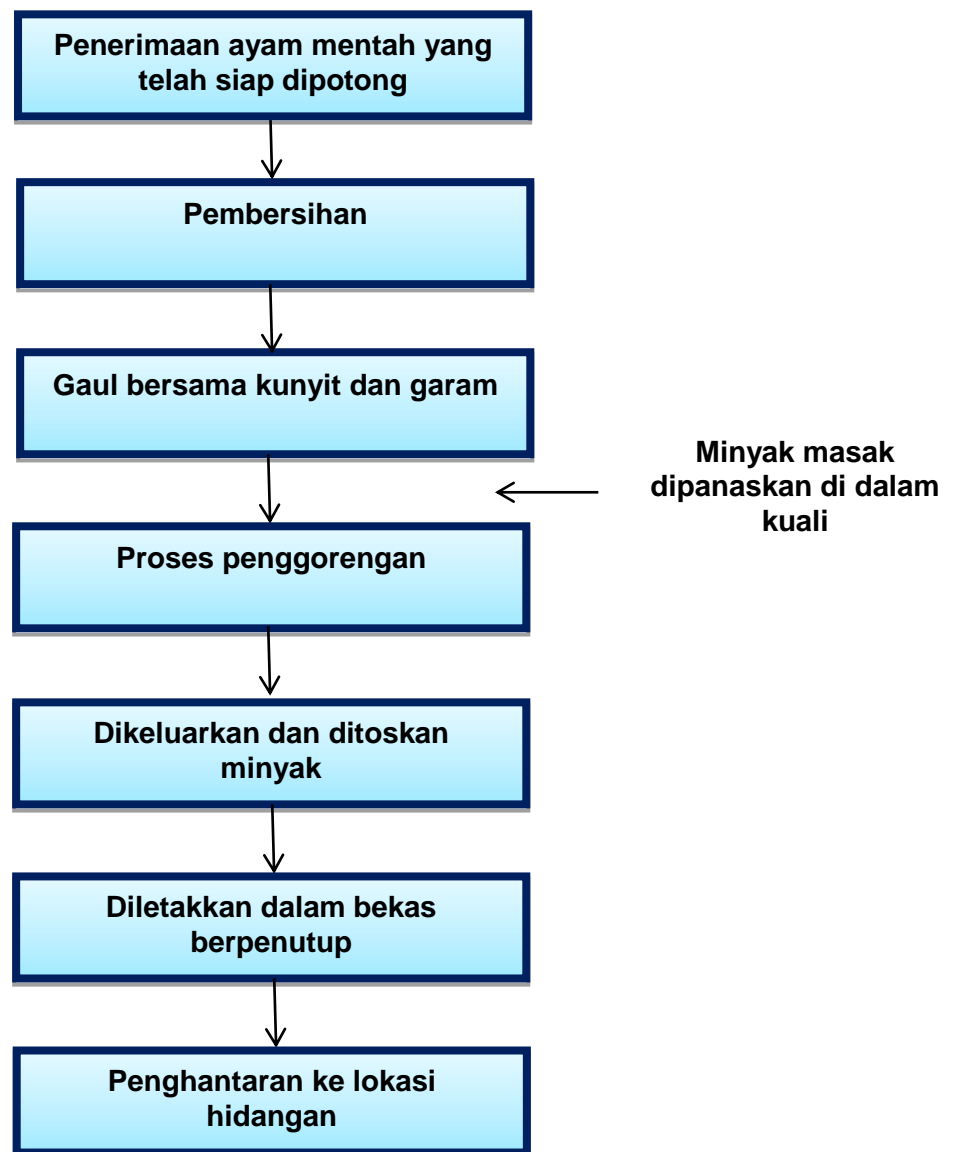 Penerimaan ayam mentah yang
telah siap dipotong
Pembersihan
Gaul bersama kunyit dan garam
Minyak masak
dipanaskan di dalam
kuali
Proses penggorengan
Dikeluarkan dan ditoskan
minyak
Diletakkan dalam bekas
berpenutup
Penghantaran ke lokasi
hidangan